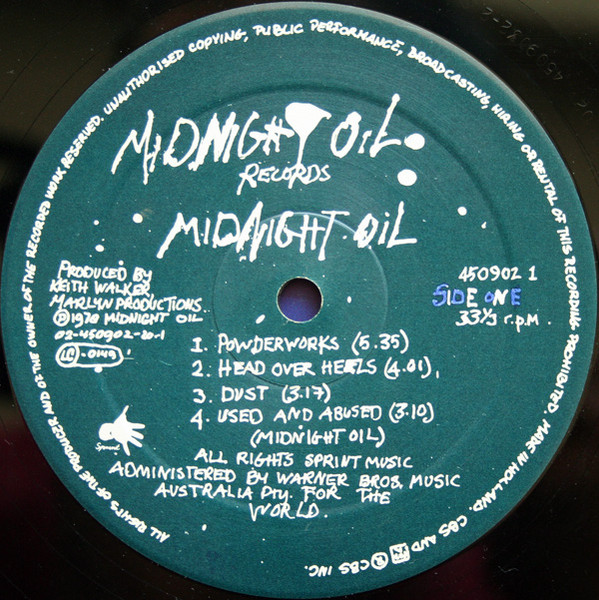 ALL RIGHTS OF THE PRODUCER AND OF THE OWNER OF THE RECORDED WORK RESERVED. UNAUTHORISED COPYING, PUBLIC PERFORMANCE, BROADCASTING, HIRING OR RENTAL OF THIS RECORDING PROHIBITED. MADE IN HOLLAND. CBS AND ® CBS INC.
MIDNIGHT OIL
RECORDS
MIDNIGHT OIL
PRODUCED BY
KEITH WALKER
MARLYN PRODUCTIONS.
℗ 1978 MIDNIGHT OIL
02-450902-20-1
LC-0149
450902 1
SIDE ONE
33⅓ r.p.m.
1. POWDERWORKS (5.35)
2. HEAD OVER HEELS (4.01),
3. DUST (3.17)
4. USED AND ABUSED (3.10)
(MIDNIGHT OIL)
ALL RIGHTS SPRINT MUSIC
ADMINISTERED BY WARNER BROS. MUSIC
AUSTRALIA Pty. FOR THE
WORLD.